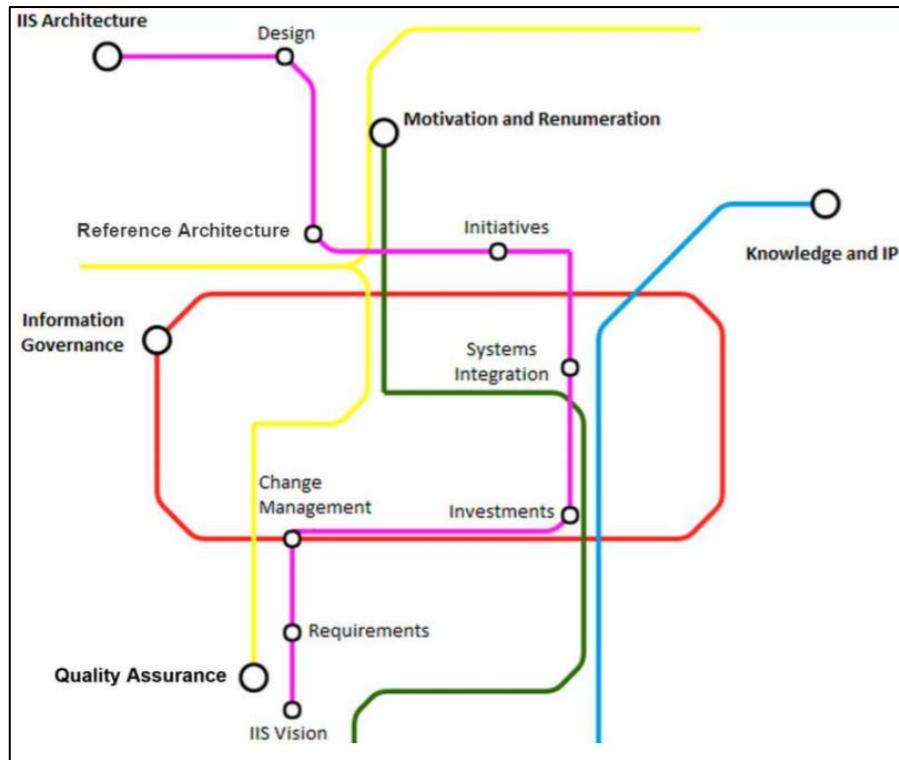 IIS Architecture
Design
Motivation and Renumeration
Reference Architecture
Initiatives
Knowledge and IP
Information
Governance
Systems
Integration
Change
Management
Investments
Requirements
Quality Assurance
IIS Vision